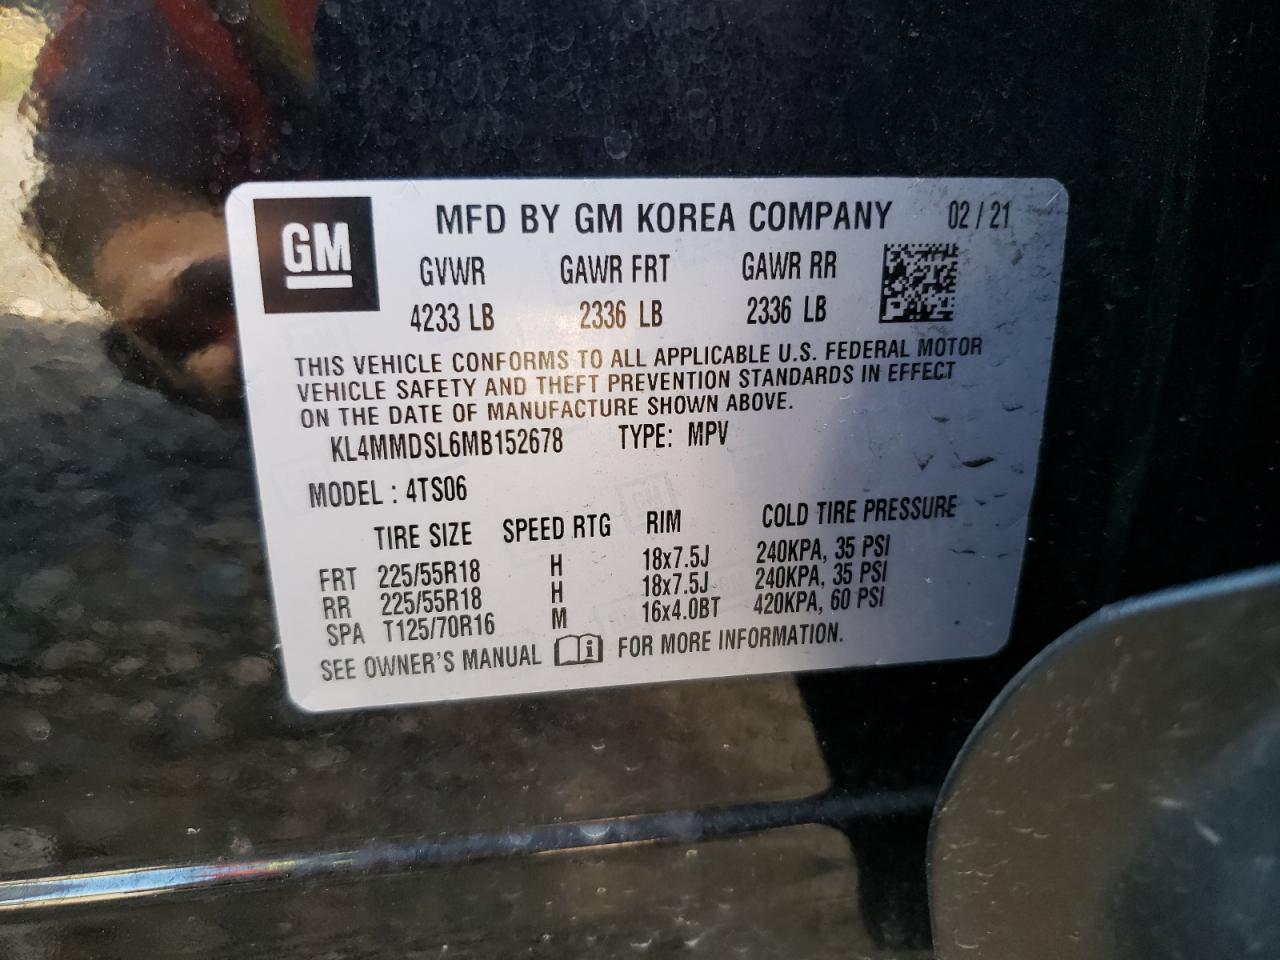 GM MFD BY GM KOREA COMPANY 02/21
GVWR GAWR FRT GAWR RR
4233 LB 2336 LB 2336 LB
THIS VEHICLE CONFORMS TO ALL APPLICABLE U.S. FEDERAL MOTOR
VEHICLE SAFETY AND THEFT PREVENTION STANDARDS IN EFFECT
ON THE DATE OF MANUFACTURE SHOWN ABOVE.
KL4MMDSL6MB152678 TYPE: MPV
MODEL : 4TS06
TIRE SIZE SPEED RTG RIM COLD TIRE PRESSURE
FRT 225/55R18 H 18x7.5J 240KPA, 35 PSI
RR 225/55R18 H 18x7.5J 240KPA, 35 PSI
SPA T125/70R16 M 16x4.0BT 420KPA, 60 PSI
SEE OWNER'S MANUAL i FOR MORE INFORMATION.